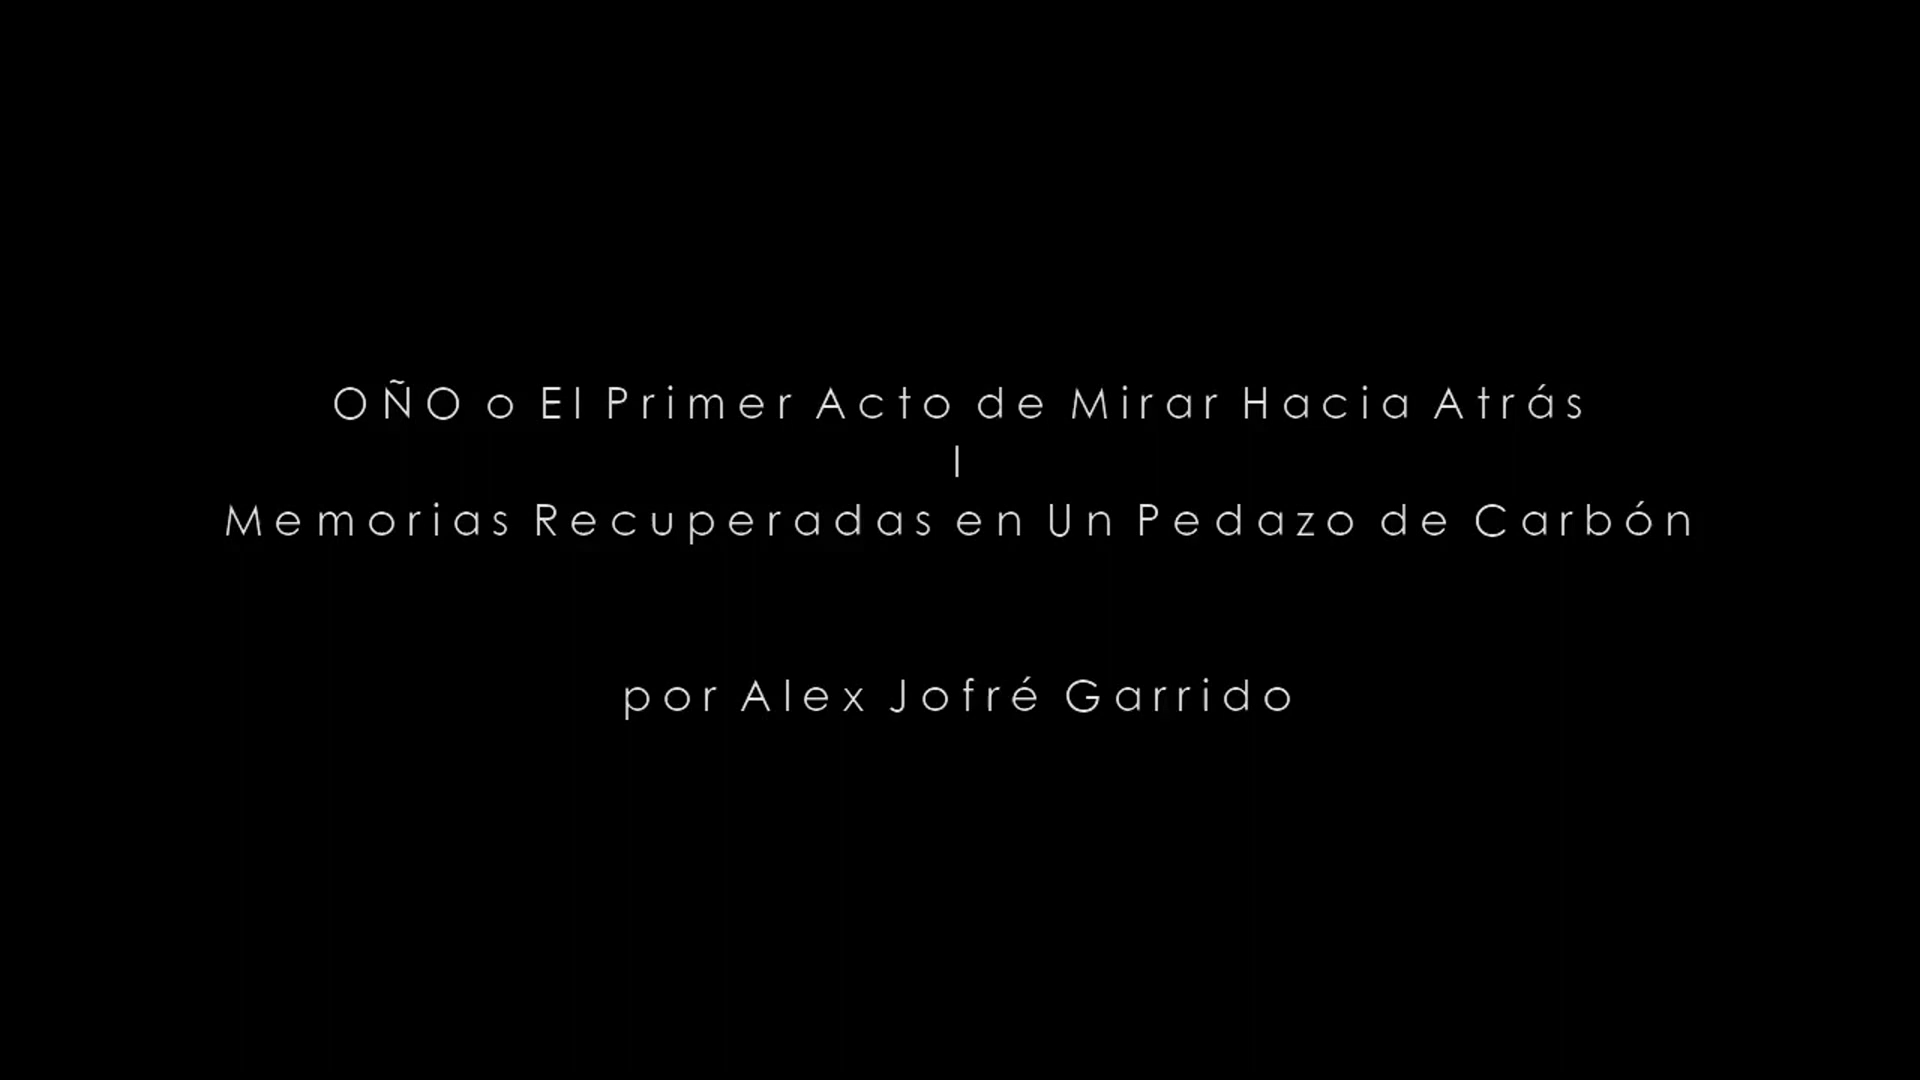 OÑO o El Primer Acto de Mirar Hacia Atrás
I
Memorias Recuperadas en Un Pedazo de Carbón
por Alex Jofré Garrido